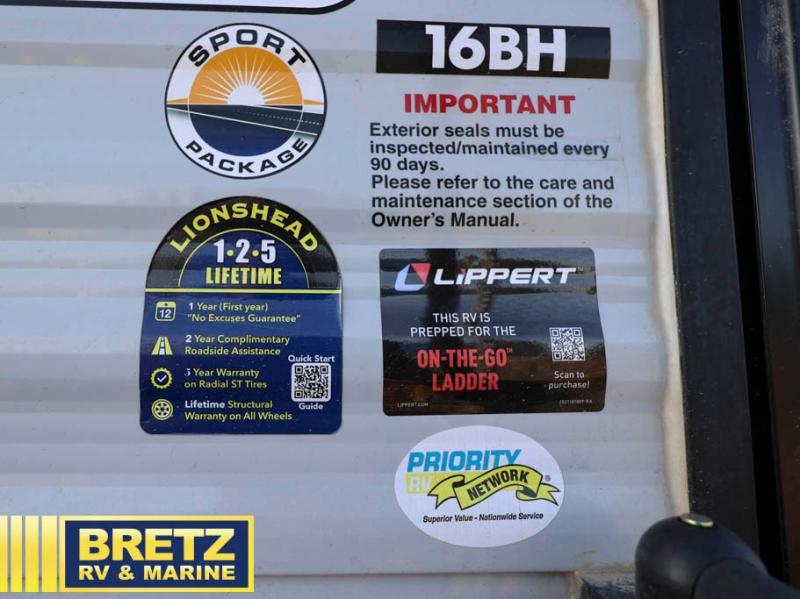 SPORT
PACKAGE
16BH
IMPORTANT
Exterior seals must be
inspected/maintained every
90 days.
Please refer to the care and
maintenance section of the
Owner's Manual.
LIONSHEAD
1•2•5
LIFETIME
12
1 Year (First year)
"No Excuses Guarantee"
2 Year Complimentary
Roadside Assistance
5 Year Warranty
on Radial ST Tires
Lifetime Structural
Warranty on All Wheels
Quick Start
Guide
LIPPERT™
THIS RV IS
PREPPED FOR THE
ON-THE-GO™
LADDER
Scan to
purchase!
LIPPERT.COM
PRIORITY
RV
NETWORK®
Superior Value - Nationwide Service
BRETZ
RV & MARINE